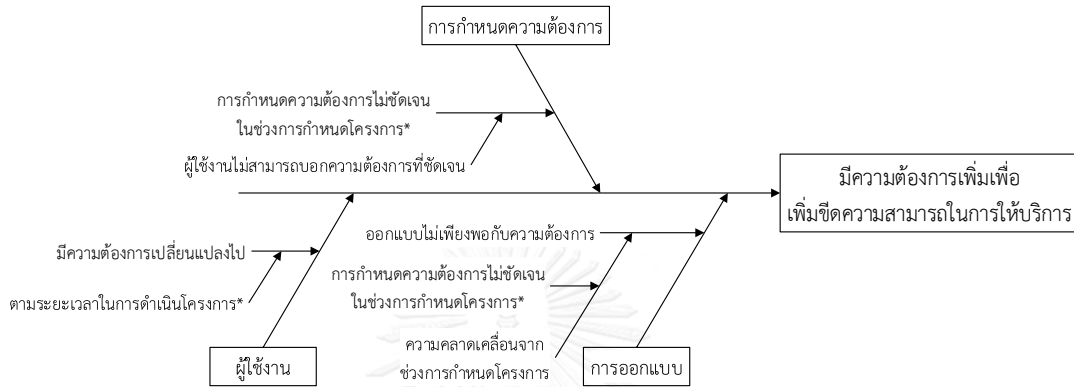 การกำหนดความต้องการ
การกำหนดความต้องการไม่ชัดเจน
ในช่วงการกำหนดโครงการ*
ผู้ใช้งานไม่สามารถบอกความต้องการที่ชัดเจน
มีความต้องการเพิ่มเพื่อ
เพิ่มขีดความสามารถในการให้บริการ
ออกแบบไม่เพียงพอกับความต้องการ
มีความต้องการเปลี่ยนแปลงไป
การกำหนดความต้องการไม่ชัดเจน
ในช่วงการกำหนดโครงการ*
ตามระยะเวลาในการดำเนินโครงการ*
ความคลาดเคลื่อนจาก
ช่วงการกำหนดโครงการ
ผู้ใช้งาน
การออกแบบ